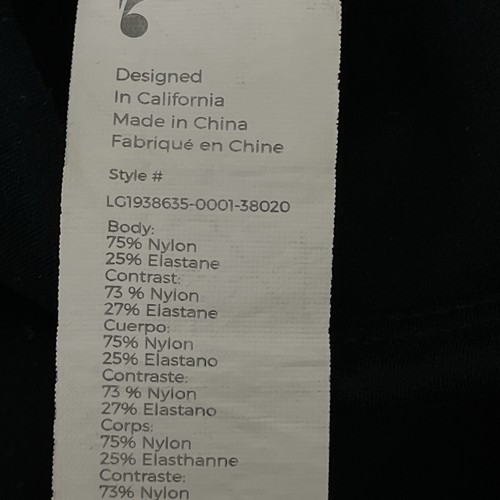 Designed
In California
Made in China
Fabriqué en Chine
Style #
LG1938635-0001-38020
Body:
75% Nylon
25% Elastane
Contrast:
73 % Nylon
27% Elastane
Cuerpo:
75% Nylon
25% Elastano
Contraste:
73 % Nylon
27% Elastano
Corps:
75% Nylon
25% Elasthanne
Contraste:
73% Nylon